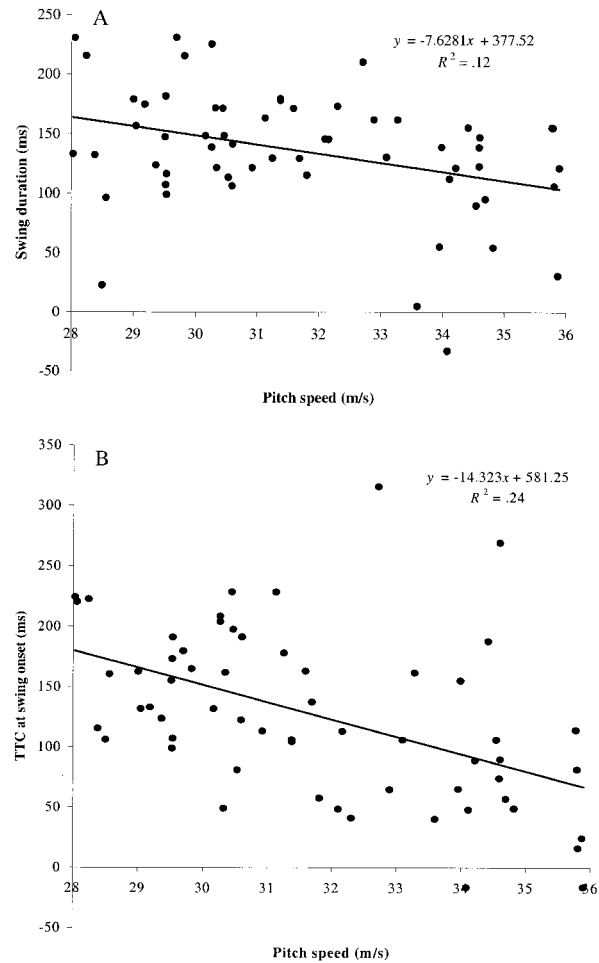 A
y = -7.6281x + 377.52
R² = .12
250
200
150
100
50
0
-50
28 29 30 31 32 33 34 35 36
Swing duration (ms)
Pitch speed (m/s)
B
y = -14.323x + 581.25
R² = .24
350
300
250
200
150
100
50
0
-50
28 29 30 31 32 33 34 35 36
TTC at swing onset (ms)
Pitch speed (m/s)